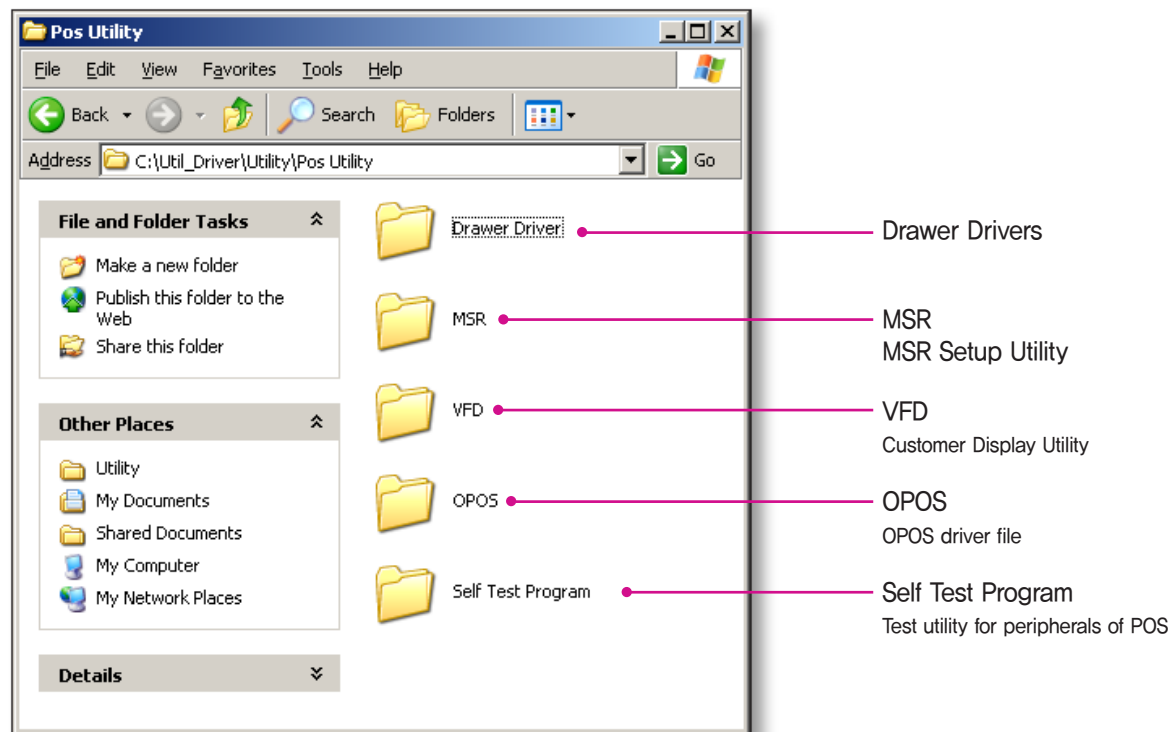 Pos Utility
File Edit View Favorites Tools Help
Back Search Folders
Address C:\Util_Driver\Utility\Pos Utility Go
File and Folder Tasks
Make a new folder
Publish this folder to the
Web
Share this folder
Other Places
Utility
My Documents
Shared Documents
My Computer
My Network Places
Details
Drawer Driver
MSR
VFD
OPOS
Self Test Program
Drawer Drivers
MSR
MSR Setup Utility
VFD
Customer Display Utility
OPOS
OPOS driver file
Self Test Program
Test utility for peripherals of POS